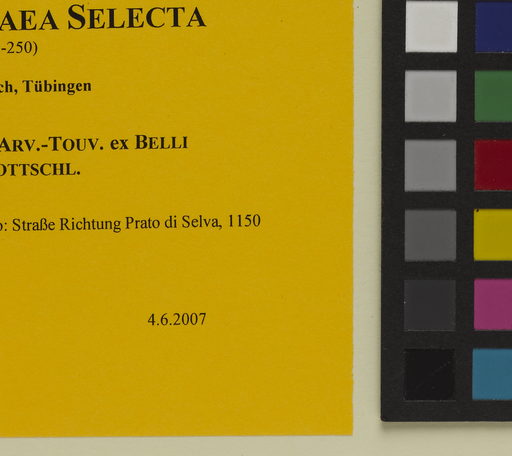 AEA SELECTA
-250)
ch, Tübingen
ARV.-TOUV. ex BELLI
OTTSCHL.
o: Straße Richtung Prato di Selva, 1150
4.6.2007